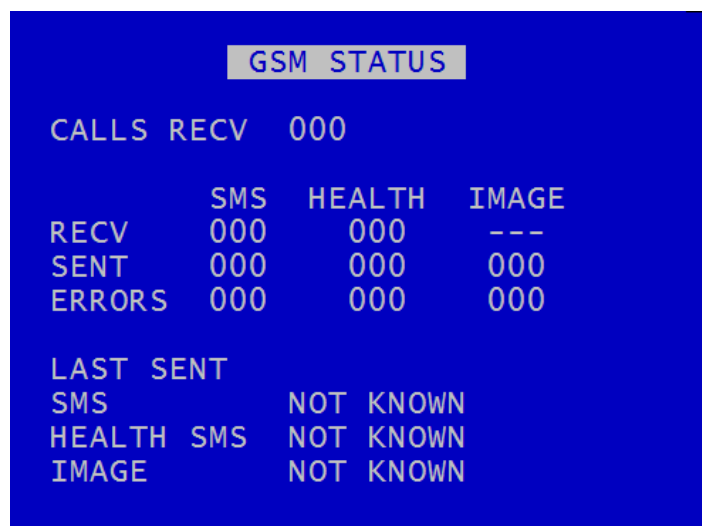 GSM STATUS
CALLS RECV 000
SMS HEALTH IMAGE
RECV 000 000 ---
SENT 000 000 000
ERRORS 000 000 000
LAST SENT
SMS NOT KNOWN
HEALTH SMS NOT KNOWN
IMAGE NOT KNOWN